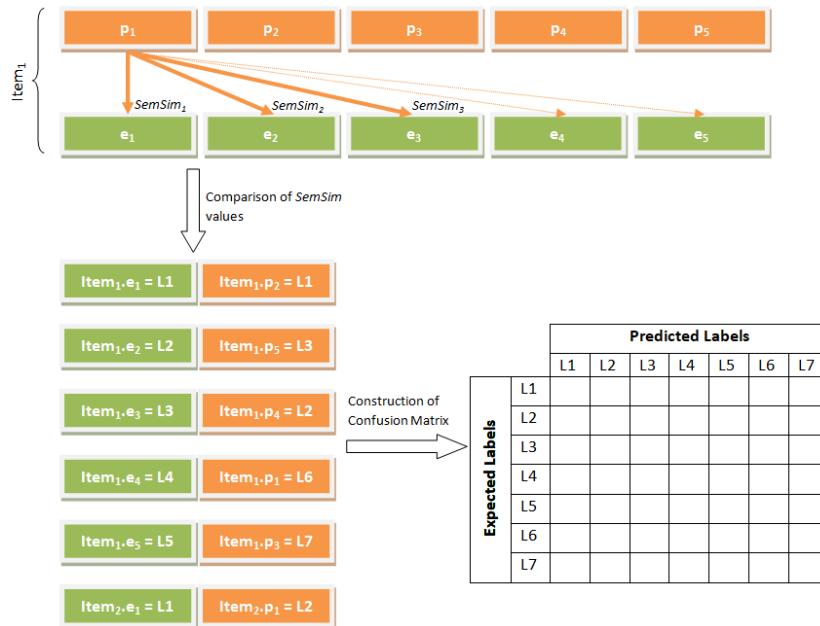 Item₁
p₁ p₂ p₃ p₄ p₅
SemSim₁ SemSim₂ SemSim₃
e₁ e₂ e₃ e₄ e₅
Comparison of SemSim
values
Item₁.e₁ = L1 Item₁.p₂ = L1
Item₁.e₂ = L2 Item₁.p₅ = L3
Item₁.e₃ = L3 Item₁.p₄ = L2
Item₁.e₄ = L4 Item₁.p₁ = L6
Item₁.e₅ = L5 Item₁.p₃ = L7
Item₂.e₁ = L1 Item₂.p₁ = L2
Construction of
Confusion Matrix
Predicted Labels
L1 L2 L3 L4 L5 L6 L7
Expected Labels
L1
L2
L3
L4
L5
L6
L7